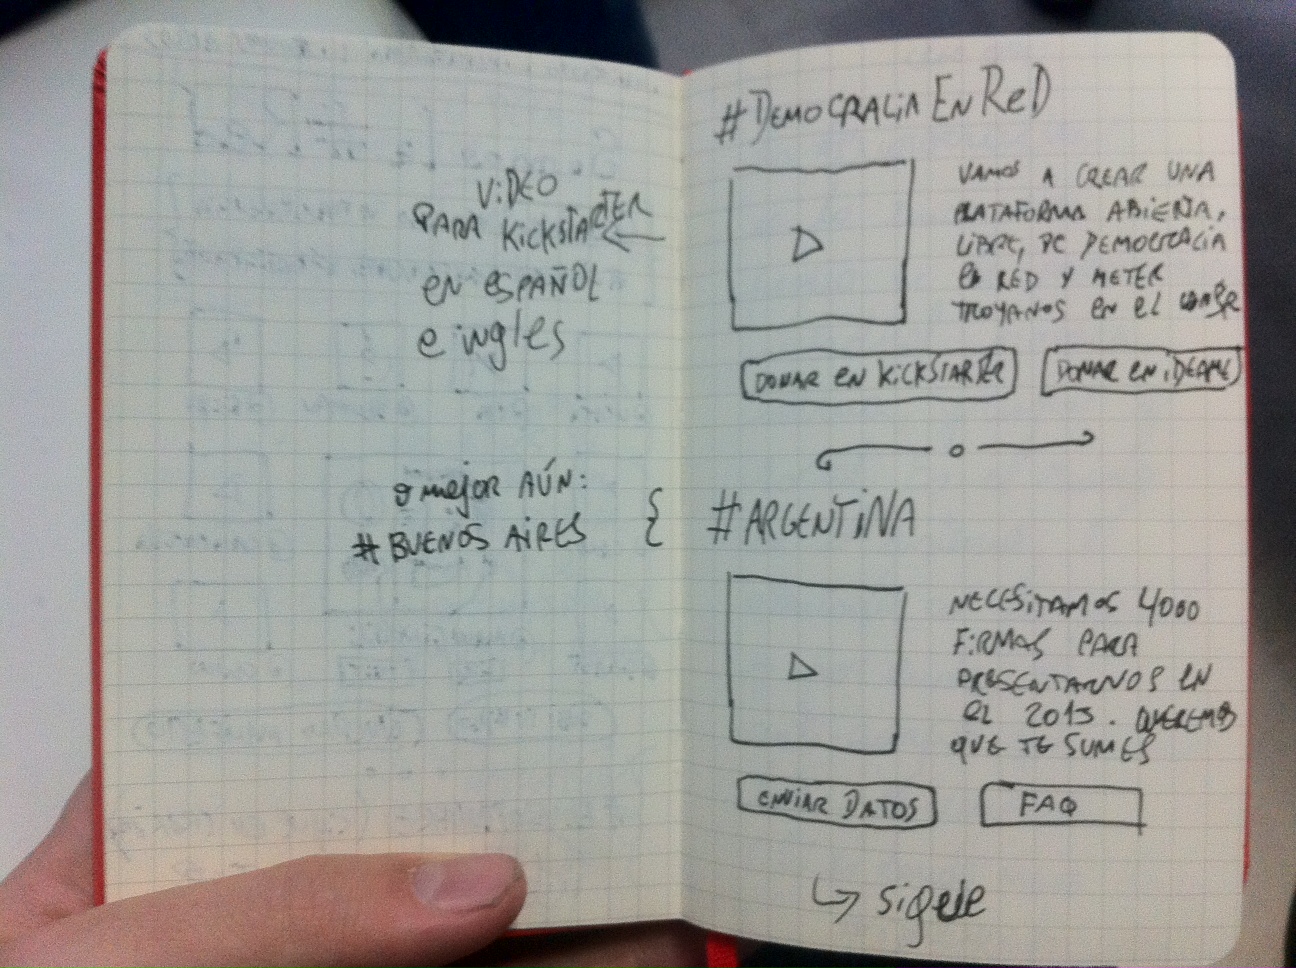 VIDEO
PARA KICKSTARTER
EN ESPAÑOL
e ingles
o mejor AÚN:
# BUENOS AIRES
#DEMOCRACIA EN RED
VAMOS A CREAR UNA
PLATAFORMA ABIERTA,
LIBRE, DE DEMOCRACIA
EN RED Y METER
TROYANOS EN EL
DONAR EN KICKSTARTER
DONAR EN IDEAME
#ARGENTINA
NECESITAMOS 4000
FIRMAS PARA
PRESENTARNOS EN
EL 2013. QUEREMOS
QUE TE SUMES
ENVIAR DATOS
FAQ